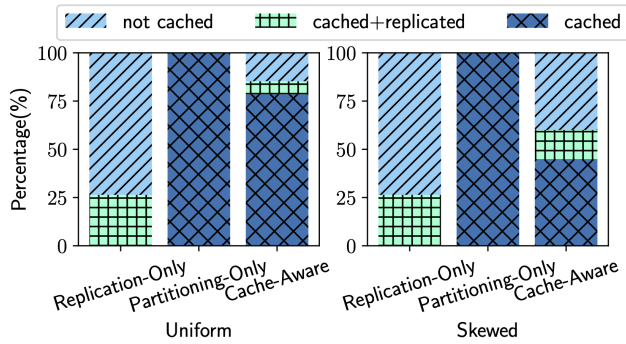 not cached cached+replicated cached
Percentage(%)
100
75
50
25
0
Replication-Only
Partitioning-Only
Cache-Aware
Uniform
100
75
50
25
0
Replication-Only
Partitioning-Only
Cache-Aware
Skewed